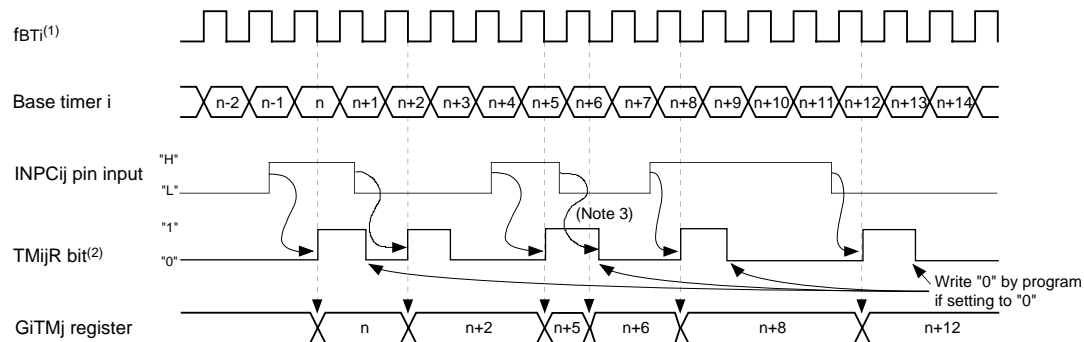 fBTi(1)
Base timer i
n-2 n-1 n n+1 n+2 n+3 n+4 n+5 n+6 n+7 n+8 n+9 n+10 n+11 n+12 n+13 n+14
INPCij pin input
"H"
"L"
(Note 3)
TMijR bit(2)
"1"
"0"
Write "0" by program
if setting to "0"
GiTMj register
n n+2 n+5 n+6 n+8 n+12